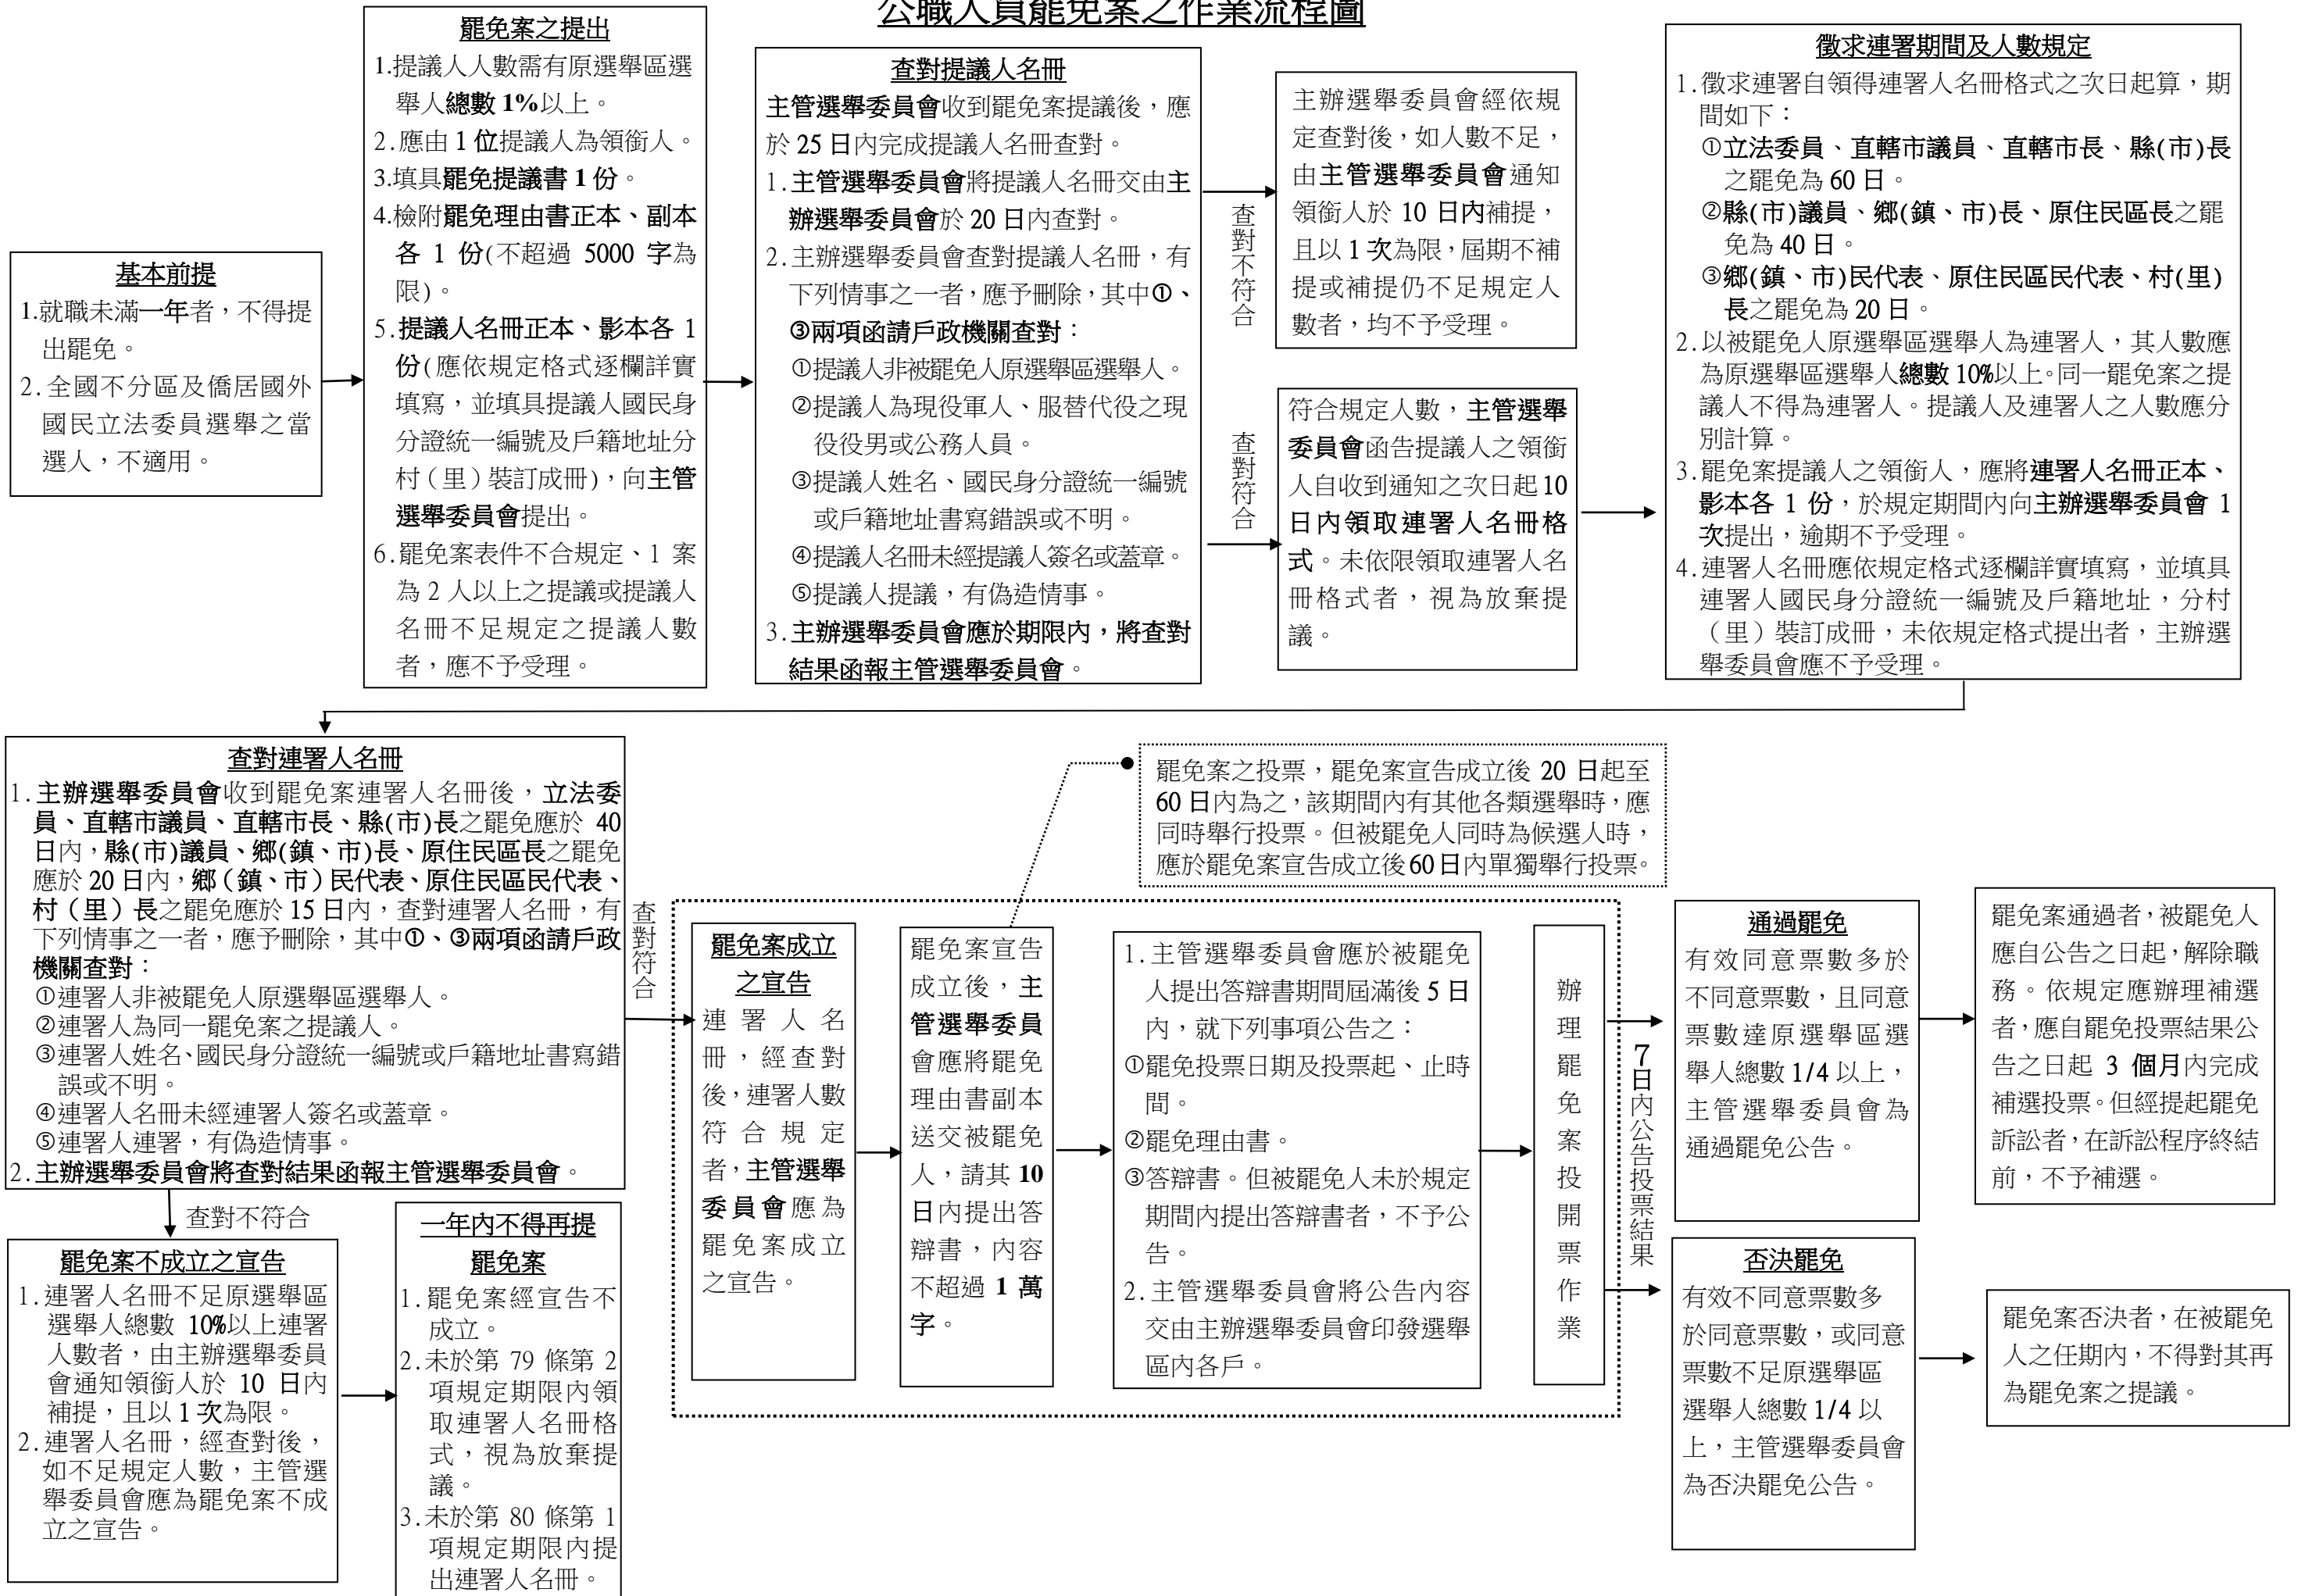 公職人員罷免案之作業流程圖
基本前提
1.就職未滿一年者，不得提
出罷免。
2.全國不分區及僑居國外
國民立法委員選舉之當
選人，不適用。
罷免案之提出
1.提議人人數需有原選舉區選
舉人總數 1%以上。
2.應由 1 位提議人為領銜人。
3.填具罷免提議書 1 份。
4.檢附罷免理由書正本、副本
各 1 份(不超過 5000 字為
限)。
5.提議人名冊正本、影本各 1
份(應依規定格式逐欄詳實
填寫，並填具提議人國民身
分證統一編號及戶籍地址分
村（里）裝訂成冊)，向主管
選舉委員會提出。
6.罷免案表件不合規定、1 案
為 2 人以上之提議或提議人
名冊不足規定之提議人數
者，應不予受理。
查對提議人名冊
主管選舉委員會收到罷免案提議後，應
於 25 日內完成提議人名冊查對。
1.主管選舉委員會將提議人名冊交由主
辦選舉委員會於 20 日內查對。
2.主辦選舉委員會查對提議人名冊，有
下列情事之一者，應予刪除，其中①、
③兩項函請戶政機關查對：
①提議人非被罷免人原選舉區選舉人。
②提議人為現役軍人、服替代役之現
役役男或公務人員。
③提議人姓名、國民身分證統一編號
或戶籍地址書寫錯誤或不明。
④提議人名冊未經提議人簽名或蓋章。
⑤提議人提議，有偽造情事。
3.主辦選舉委員會應於期限內，將查對
結果函報主管選舉委員會。
查對不符合
主辦選舉委員會經依規
定查對後，如人數不足，
由主管選舉委員會通知
領銜人於 10 日內補提，
且以 1 次為限，屆期不補
提或補提仍不足規定人
數者，均不予受理。
查對符合
符合規定人數，主管選舉
委員會函告提議人之領銜
人自收到通知之次日起 10
日內領取連署人名冊格
式。未依限領取連署人名
冊格式者，視為放棄提
議。
徵求連署期間及人數規定
1.徵求連署自領得連署人名冊格式之次日起算，期
間如下：
①立法委員、直轄市議員、直轄市長、縣(市)長
之罷免為 60 日。
②縣(市)議員、鄉(鎮、市)長、原住民區長之罷
免為 40 日。
③鄉(鎮、市)民代表、原住民區民代表、村(里)
長之罷免為 20 日。
2.以被罷免人原選舉區選舉人為連署人，其人數應
為原選舉區選舉人總數 10%以上。同一罷免案之提
議人不得為連署人。提議人及連署人之人數應分
別計算。
3.罷免案提議人之領銜人，應將連署人名冊正本、
影本各 1 份，於規定期間內向主辦選舉委員會 1
次提出，逾期不予受理。
4.連署人名冊應依規定格式逐欄詳實填寫，並填具
連署人國民身分證統一編號及戶籍地址，分村
（里）裝訂成冊，未依規定格式提出者，主辦選
舉委員會應不予受理。
查對連署人名冊
1.主辦選舉委員會收到罷免案連署人名冊後，立法委
員、直轄市議員、直轄市長、縣(市)長之罷免應於 40
日內，縣(市)議員、鄉(鎮、市)長、原住民區長之罷免
應於 20 日內，鄉（鎮、市）民代表、原住民區民代表、
村（里）長之罷免應於 15 日內，查對連署人名冊，有
下列情事之一者，應予刪除，其中①、③兩項函請戶政
機關查對：
①連署人非被罷免人原選舉區選舉人。
②連署人為同一罷免案之提議人。
③連署人姓名、國民身分證統一編號或戶籍地址書寫錯
誤或不明。
④連署人名冊未經連署人簽名或蓋章。
⑤連署人連署，有偽造情事。
2.主辦選舉委員會將查對結果函報主管選舉委員會。
查對不符合
罷免案不成立之宣告
1.連署人名冊不足原選舉區
選舉人總數 10%以上連署
人數者，由主辦選舉委員
會通知領銜人於 10 日內
補提，且以 1 次為限。
2.連署人名冊，經查對後，
如不足規定人數，主管選
舉委員會應為罷免案不成
立之宣告。
一年內不得再提
罷免案
1.罷免案經宣告不
成立。
2.未於第 79 條第 2
項規定期限內領
取連署人名冊格
式，視為放棄提
議。
3.未於第 80 條第 1
項規定期限內提
出連署人名冊。
查對符合
罷免案成立
之宣告
連署人名
冊，經查對
後，連署人數
符合規定
者，主管選舉
委員會應為
罷免案成立
之宣告。
罷免案宣告
成立後，主
管選舉委員
會應將罷免
理由書副本
送交被罷免
人，請其 10
日內提出答
辯書，內容
不超過 1 萬
字。
罷免案之投票，罷免案宣告成立後 20 日起至
60 日內為之，該期間內有其他各類選舉時，應
同時舉行投票。但被罷免人同時為候選人時，
應於罷免案宣告成立後 60 日內單獨舉行投票。
1.主管選舉委員會應於被罷免
人提出答辯書期間屆滿後 5 日
內，就下列事項公告之：
①罷免投票日期及投票起、止時
間。
②罷免理由書。
③答辯書。但被罷免人未於規定
期間內提出答辯書者，不予公
告。
2.主管選舉委員會將公告內容
交由主辦選舉委員會印發選舉
區內各戶。
辦理罷免案投開票作業
7日內公告投票結果
通過罷免
有效同意票數多於
不同意票數，且同意
票數達原選舉區選
舉人總數 1/4 以上，
主管選舉委員會為
通過罷免公告。
罷免案通過者，被罷免人
應自公告之日起，解除職
務。依規定應辦理補選
者，應自罷免投票結果公
告之日起 3 個月內完成
補選投票。但經提起罷免
訴訟者，在訴訟程序終結
前，不予補選。
否決罷免
有效不同意票數多
於同意票數，或同意
票數不足原選舉區
選舉人總數 1/4 以
上，主管選舉委員會
為否決罷免公告。
罷免案否決者，在被罷免
人之任期內，不得對其再
為罷免案之提議。